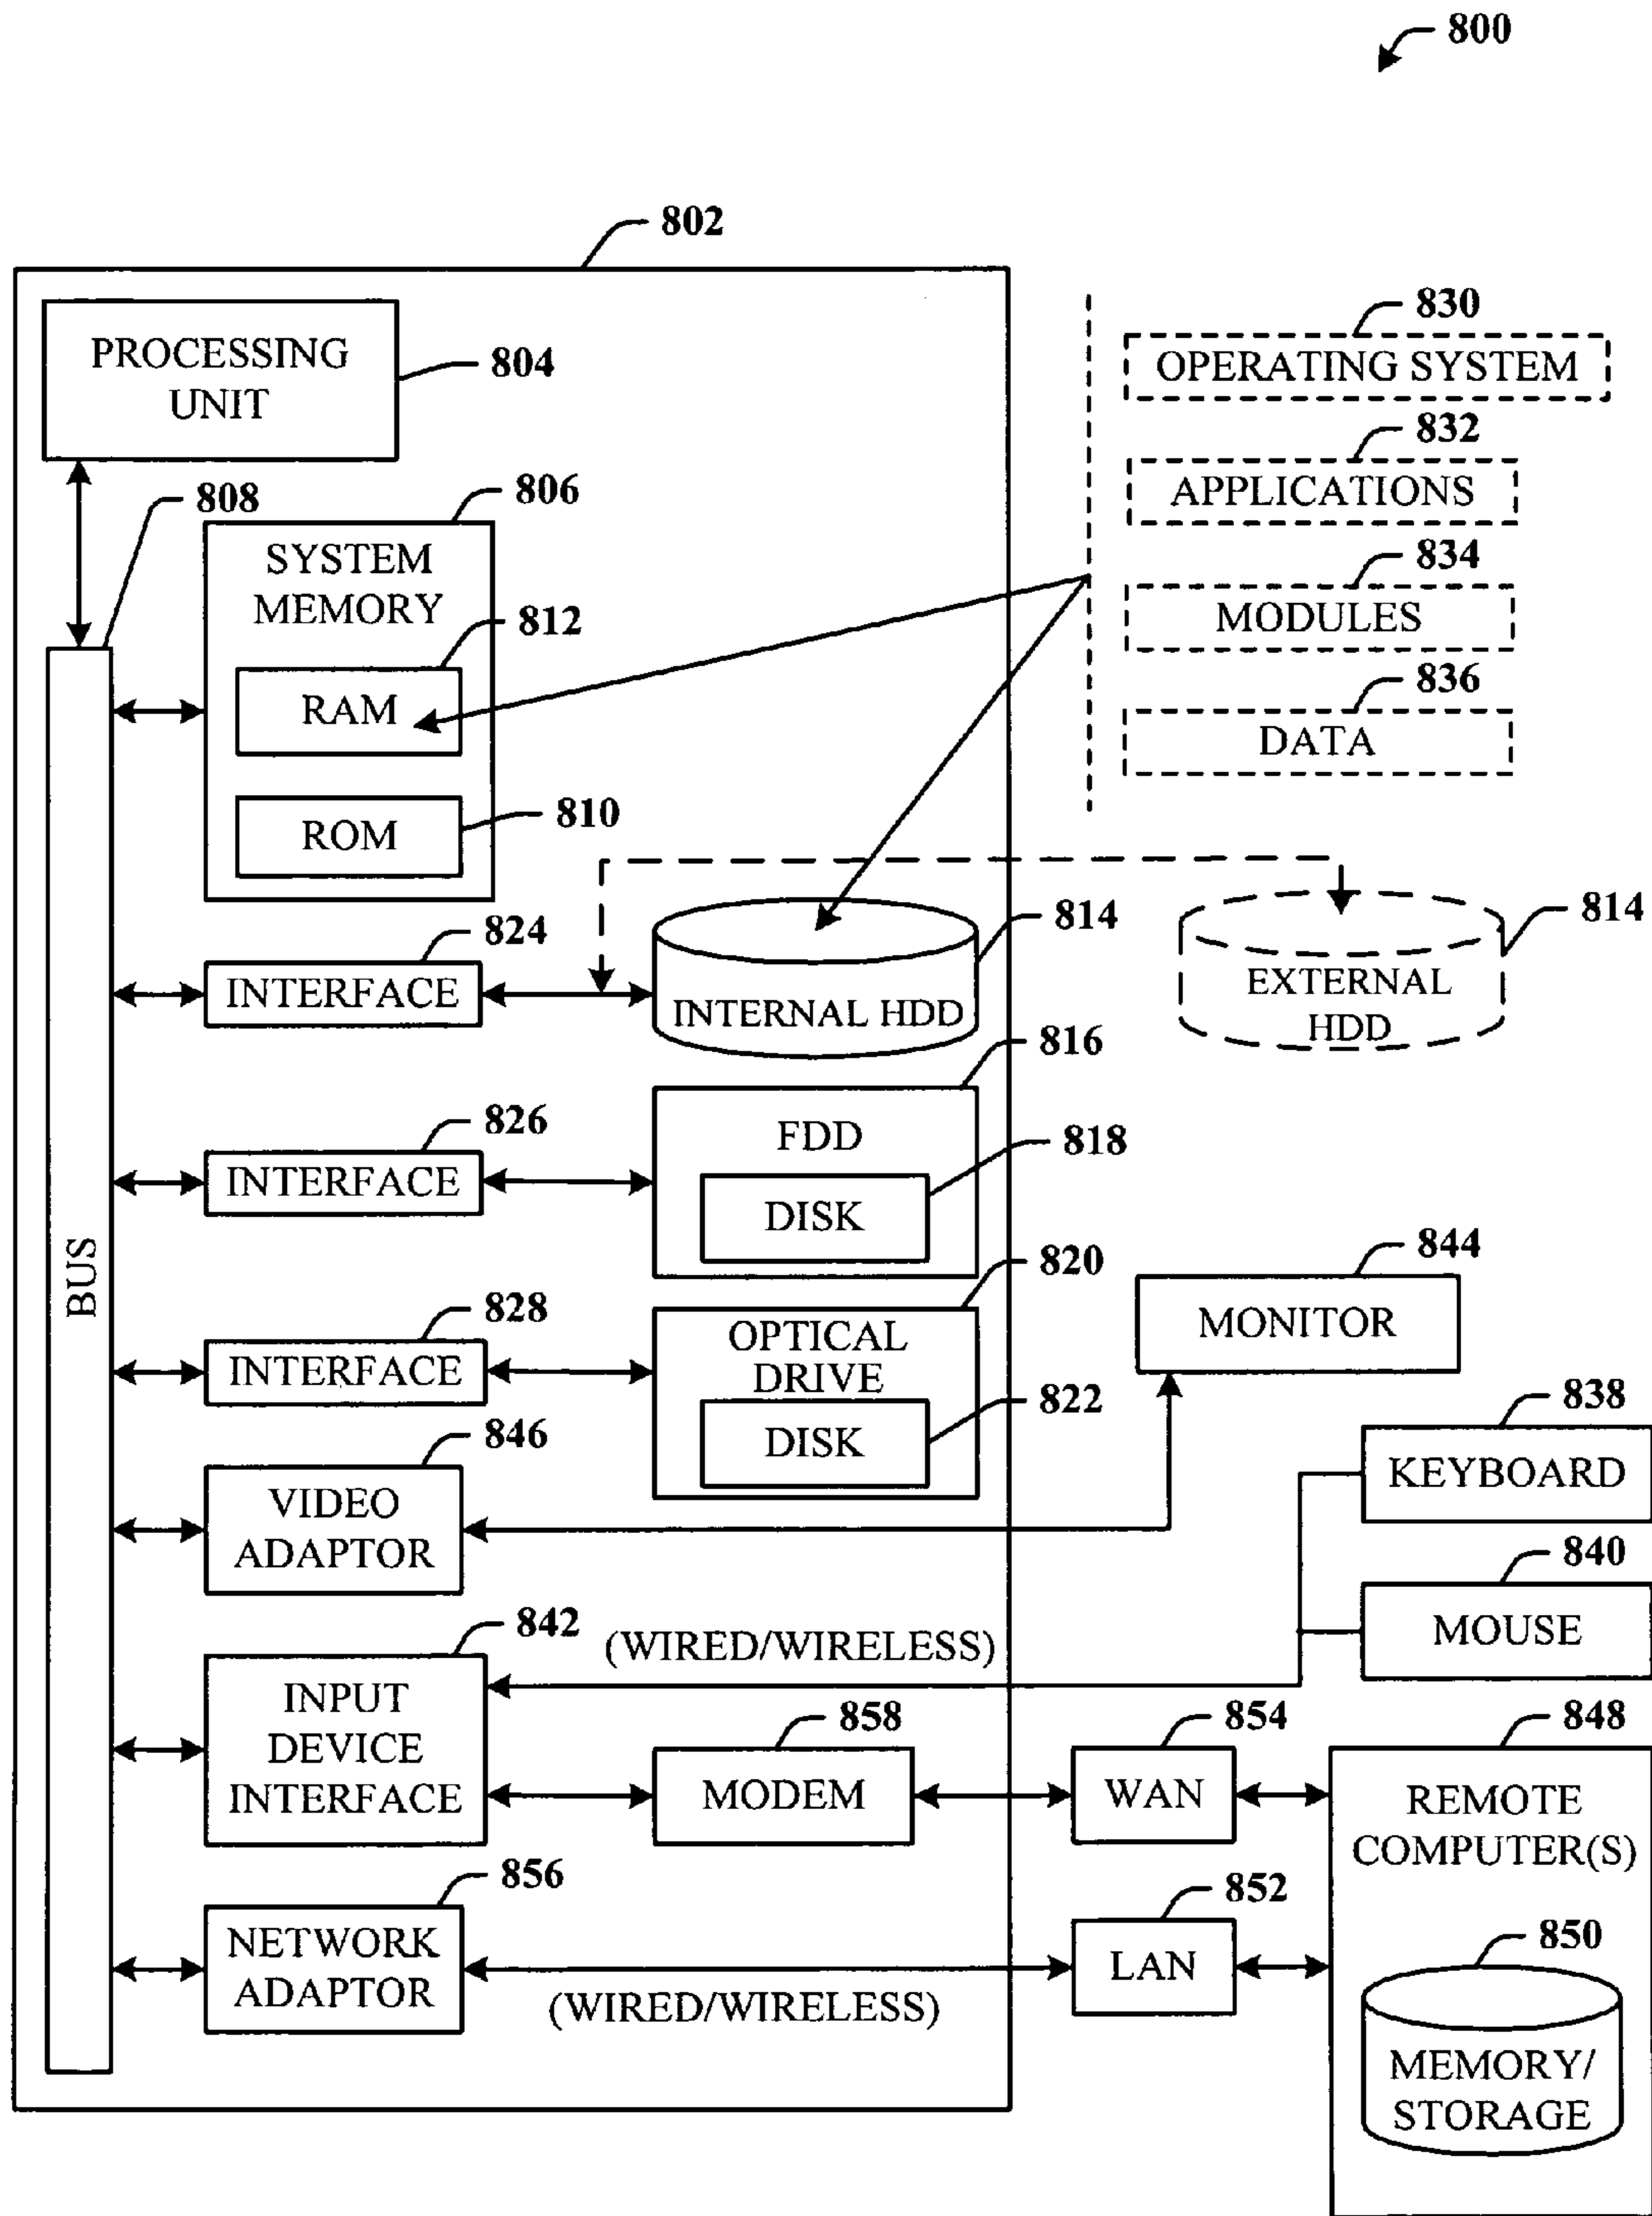 800
802
PROCESSING
UNIT
804
830
OPERATING SYSTEM
832
APPLICATIONS
834
MODULES
836
DATA
808
806
SYSTEM
MEMORY
812
RAM
810
ROM
BUS
824
INTERFACE
814
INTERNAL HDD
814
EXTERNAL
HDD
826
INTERFACE
816
FDD
818
DISK
828
INTERFACE
820
OPTICAL
DRIVE
822
DISK
844
MONITOR
846
VIDEO
ADAPTOR
838
KEYBOARD
840
MOUSE
842
INPUT
DEVICE
INTERFACE
(WIRED/WIRELESS)
858
MODEM
854
WAN
848
REMOTE
COMPUTER(S)
856
NETWORK
ADAPTOR
(WIRED/WIRELESS)
852
LAN
850
MEMORY/
STORAGE